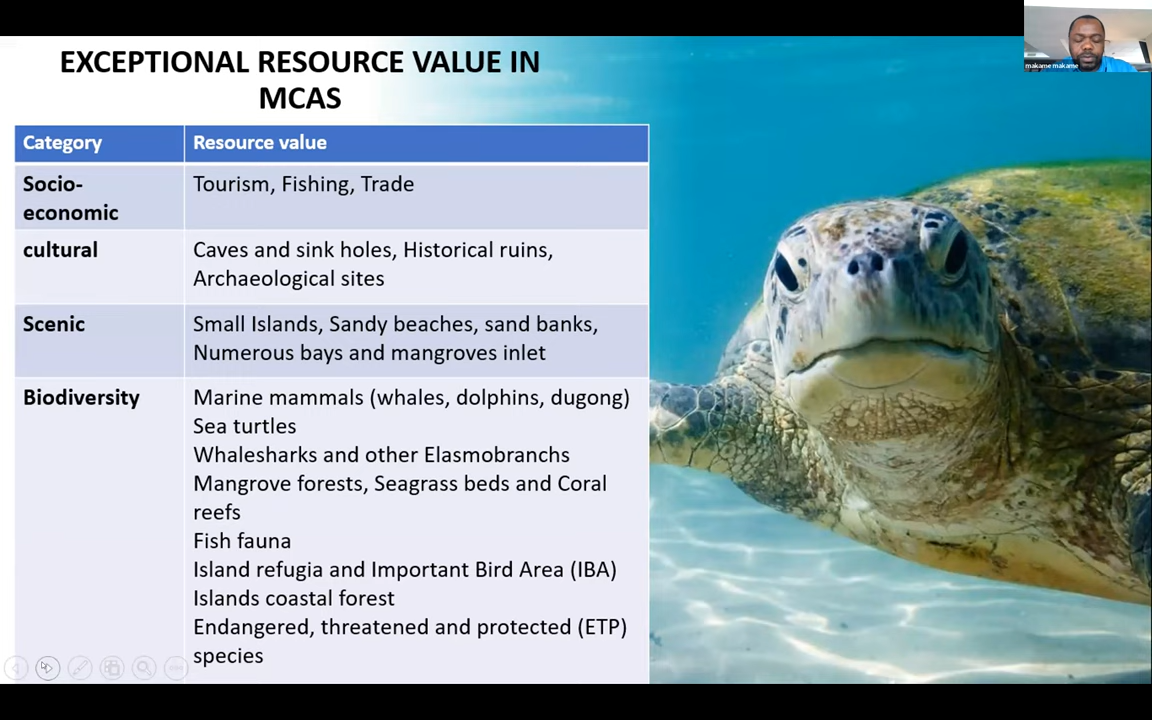 EXCEPTIONAL RESOURCE VALUE IN
MCAS
Category
Resource value
Socio-
economic
Tourism, Fishing, Trade
cultural
Caves and sink holes, Historical ruins,
Archaeological sites
Scenic
Small Islands, Sandy beaches, sand banks,
Numerous bays and mangroves inlet
Biodiversity
Marine mammals (whales, dolphins, dugong)
Sea turtles
Whalesharks and other Elasmobranchs
Mangrove forests, Seagrass beds and Coral
reefs
Fish fauna
Island refugia and Important Bird Area (IBA)
Islands coastal forest
Endangered, threatened and protected (ETP)
species
makame makame